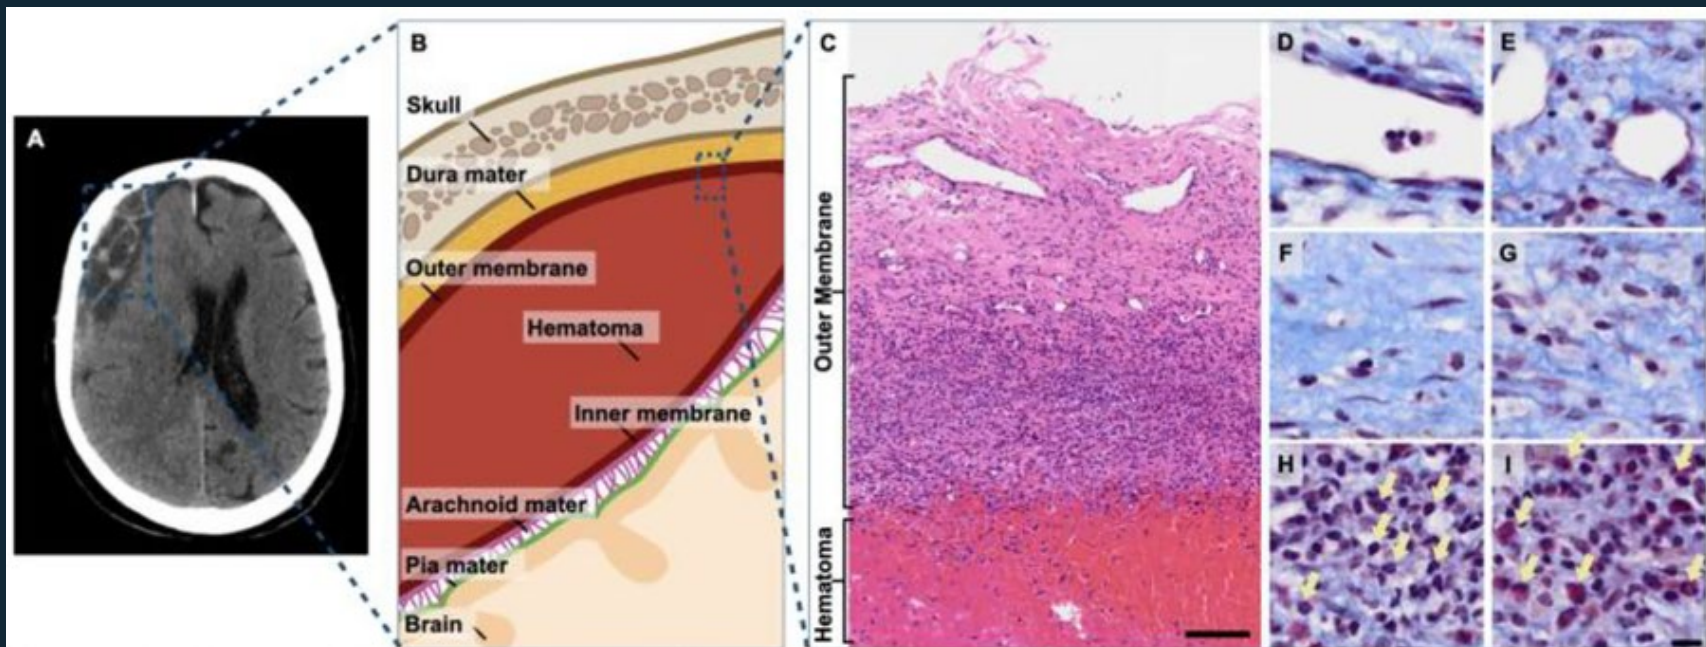 A
B
Skull
Dura mater
Outer membrane
Hematoma
Inner membrane
Arachnoid mater
Pia mater
Brain
C
Outer Membrane
Hematoma
D
E
F
G
H
I